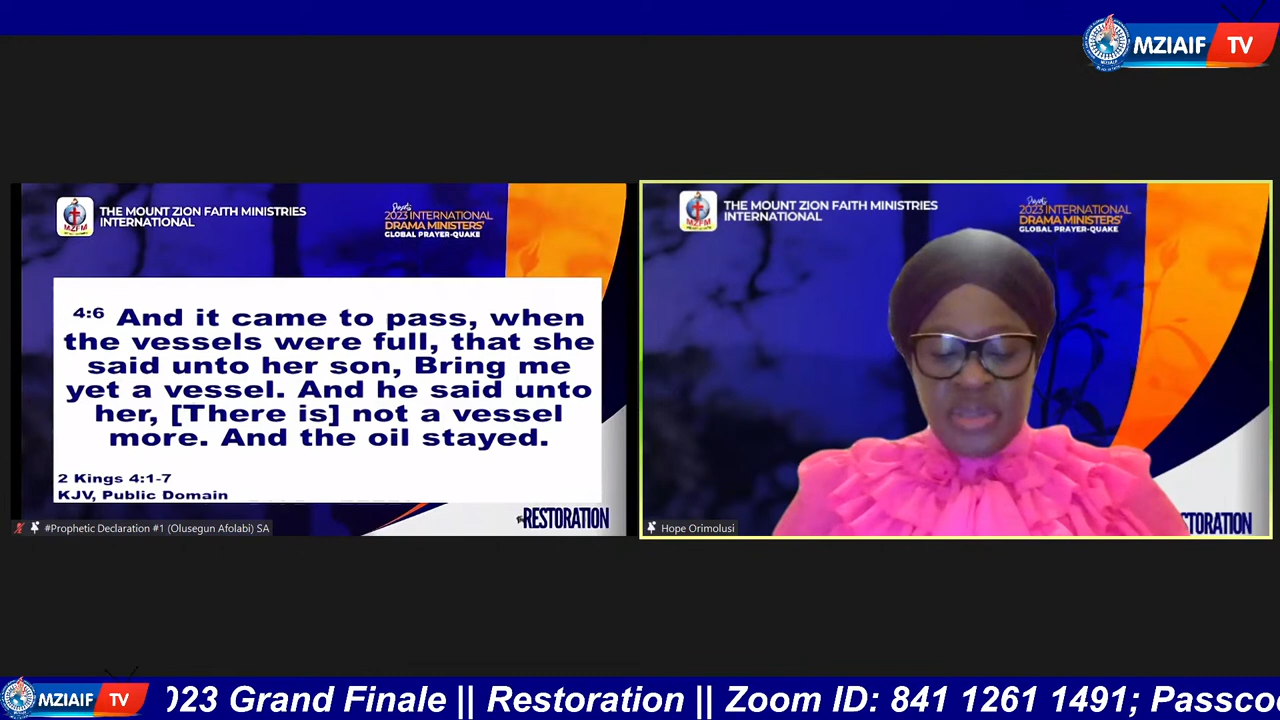 MZIAIF TV
THE MOUNT ZION FAITH MINISTRIES
INTERNATIONAL
MZFM
Presents
2023 INTERNATIONAL
DRAMA MINISTERS'
GLOBAL PRAYER-QUAKE
4:6 And it came to pass, when
the vessels were full, that she
said unto her son, Bring me
yet a vessel. And he said unto
her, [There is] not a vessel
more. And the oil stayed.
2 Kings 4:1-7
KJV, Public Domain
RESTORATION
#Prophetic Declaration #1 (Olusegun Afolabi) SA
THE MOUNT ZION FAITH MINISTRIES
INTERNATIONAL
MZFM
Presents
2023 INTERNATIONAL
DRAMA MINISTERS'
GLOBAL PRAYER-QUAKE
STORATION
Hope Orimolusi
MZIAIF TV
023 Grand Finale || Restoration || Zoom ID: 841 1261 1491; Passco